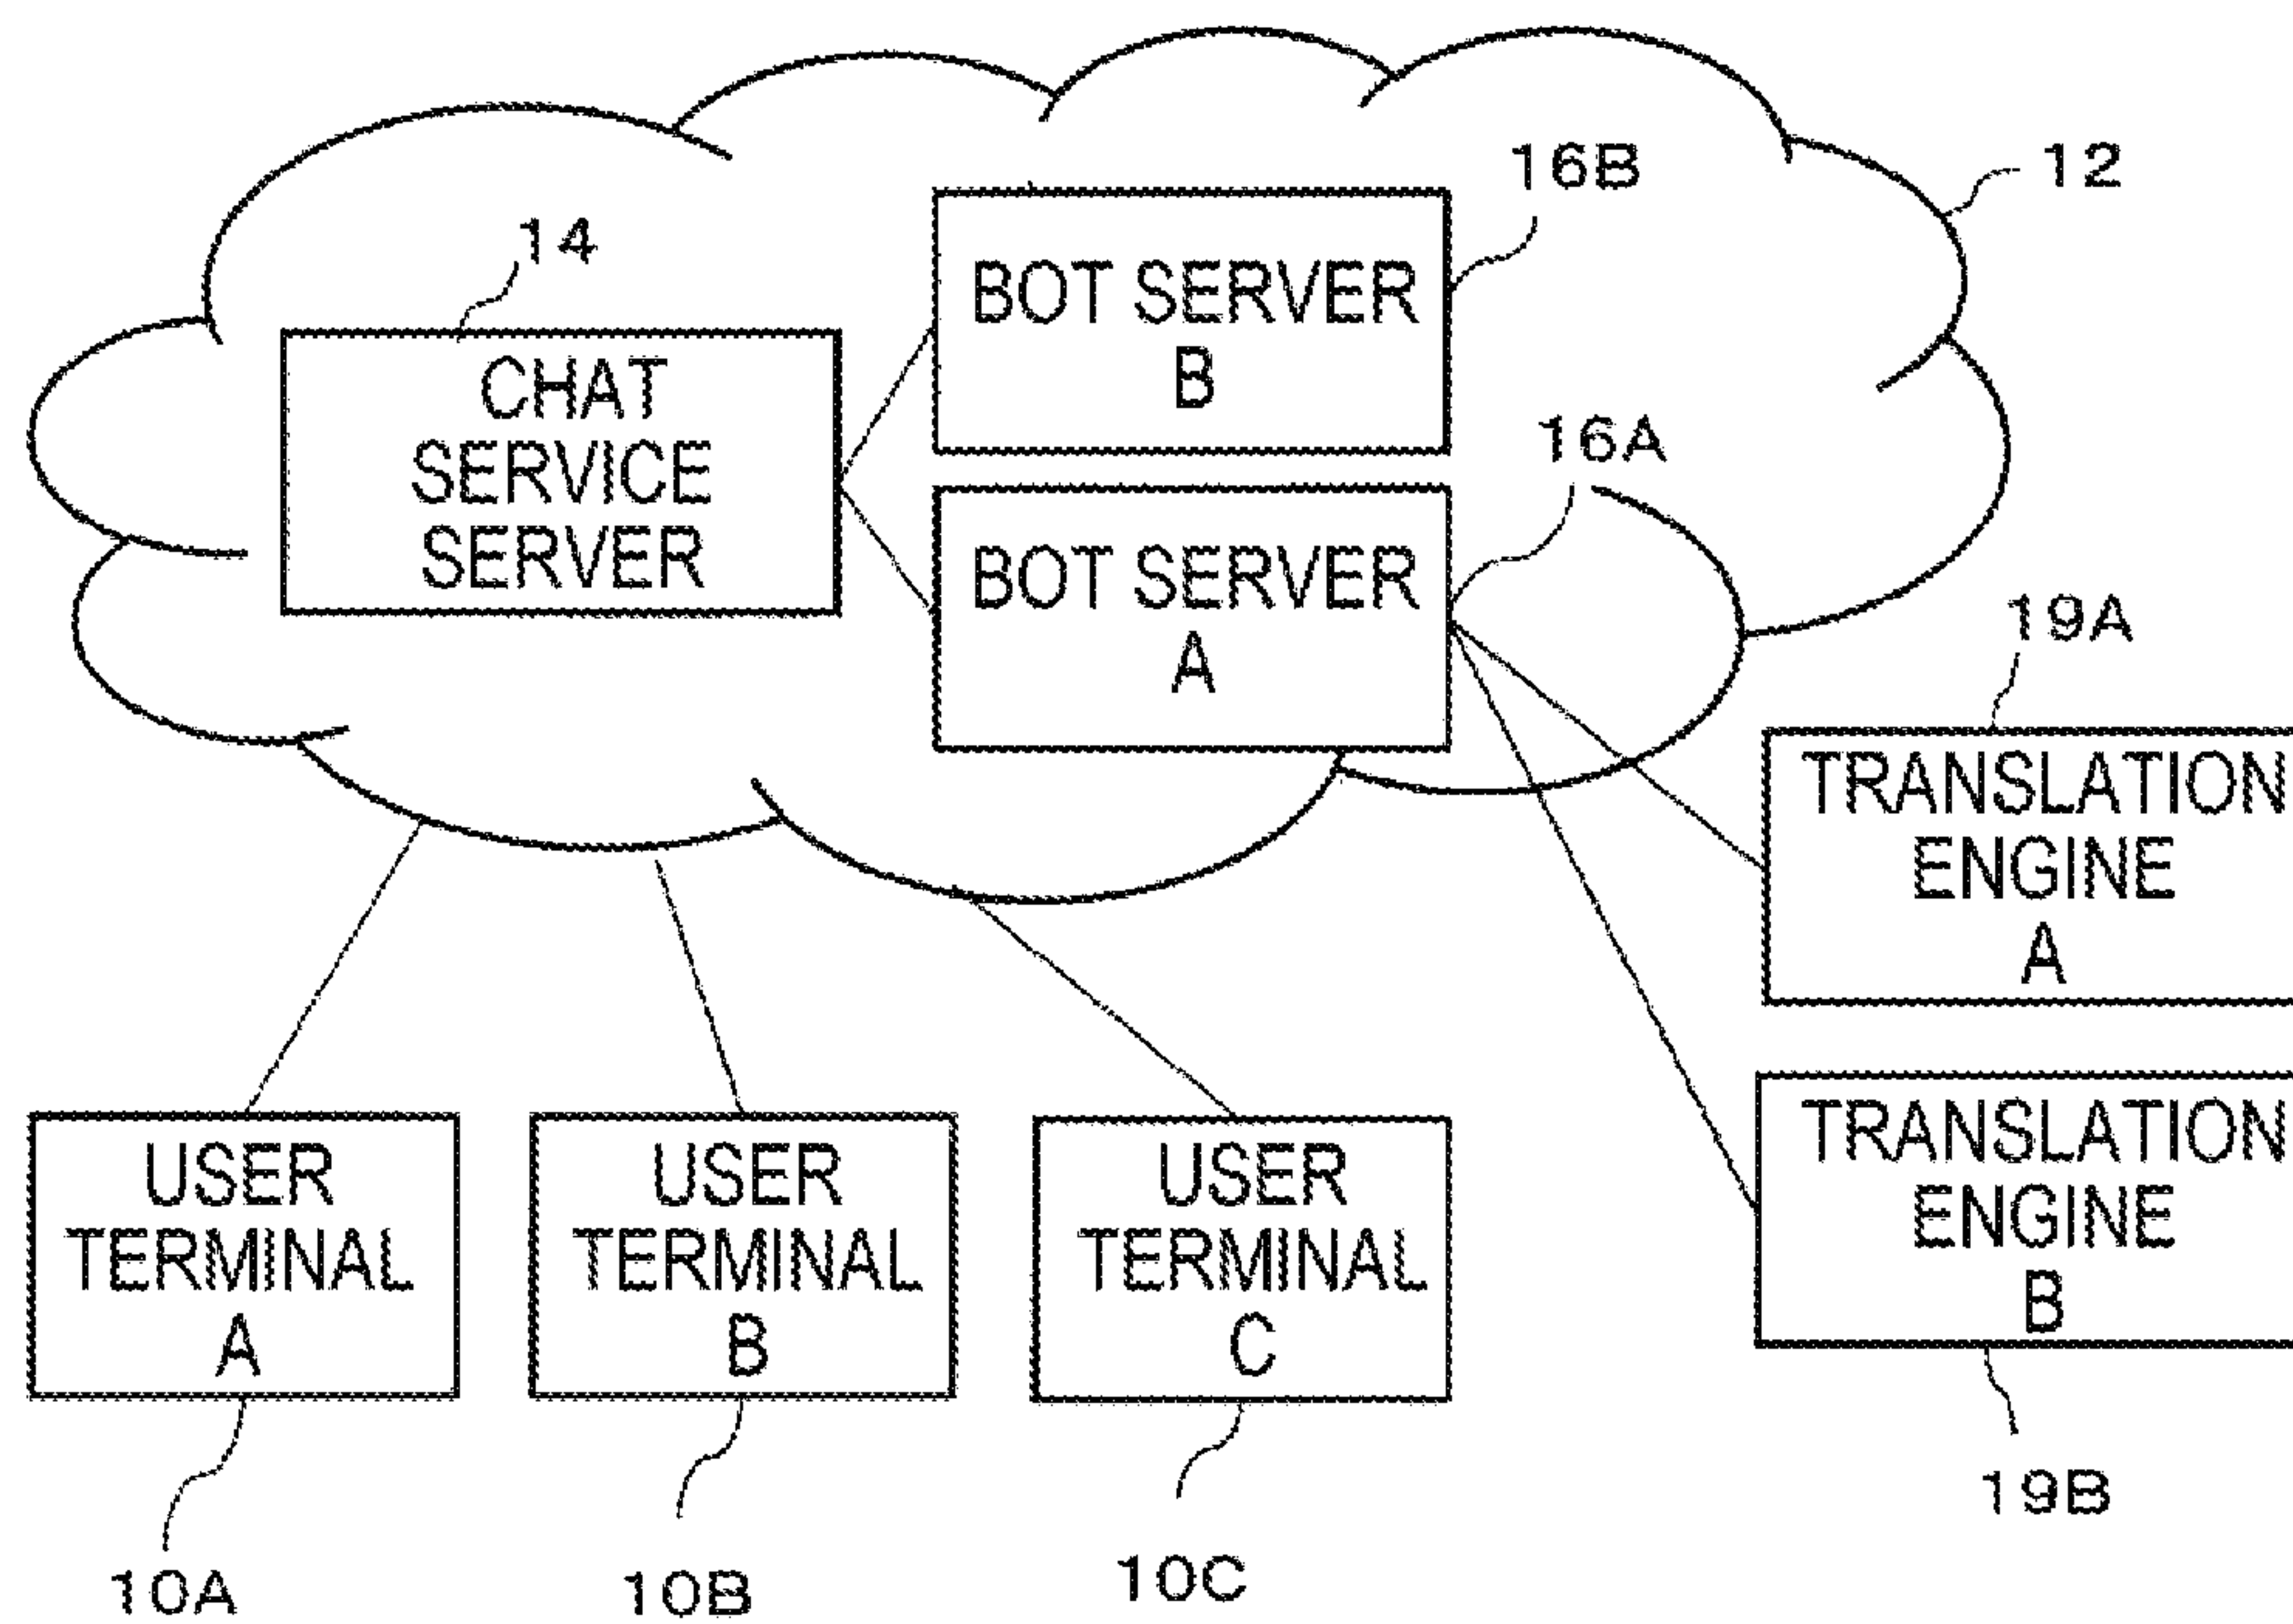 16B
12
14
BOT SERVER
B
CHAT
SERVICE
SERVER
16A
BOT SERVER
A
19A
TRANSLATION
ENGINE
A
TRANSLATION
ENGINE
B
19B
USER
TERMINAL
A
USER
TERMINAL
B
USER
TERMINAL
C
10A
10B
10C